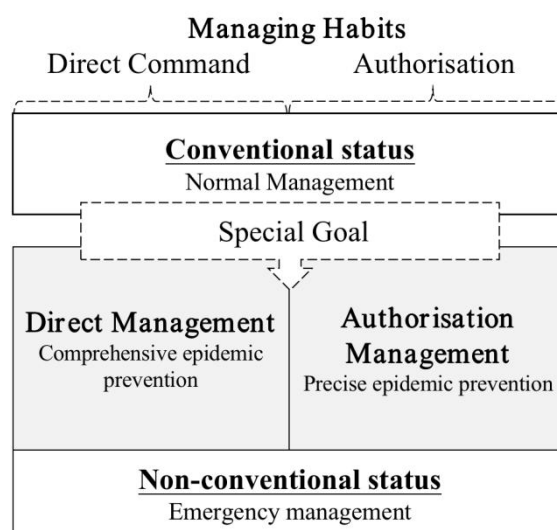 Managing Habits
Direct Command Authorisation
Conventional status
Normal Management
Special Goal
Direct Management
Comprehensive epidemic
prevention
Authorisation
Management
Precise epidemic prevention
Non-conventional status
Emergency management